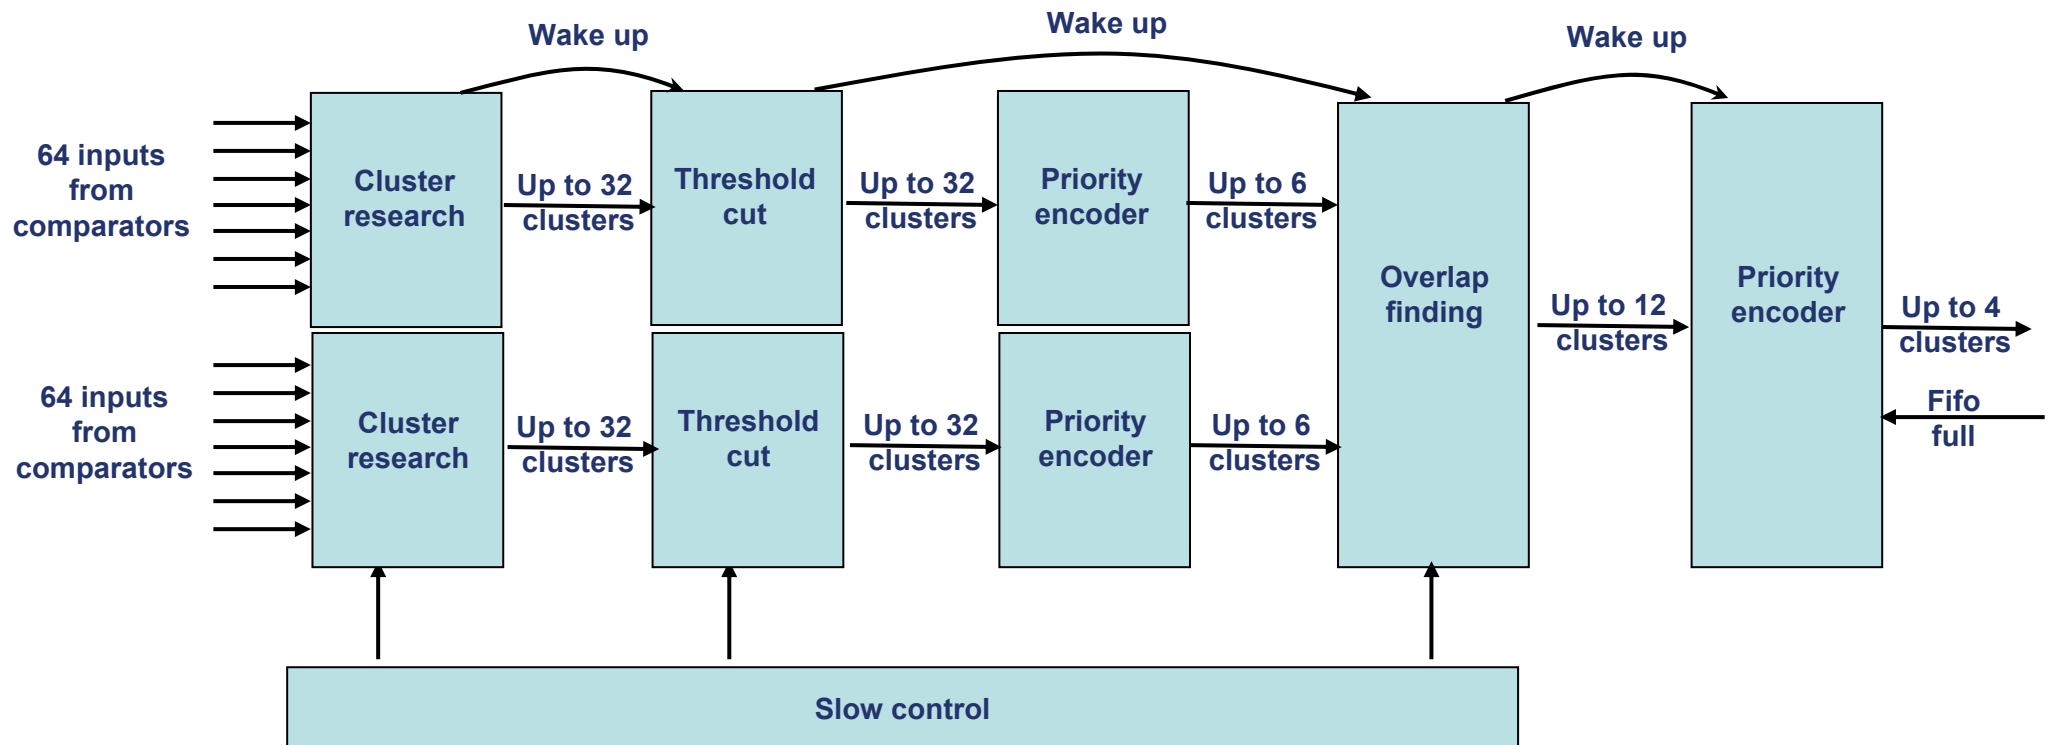 Wake up
Wake up
Wake up
64 inputs
from
comparators
Cluster
research
Up to 32
clusters
Threshold
cut
Up to 32
clusters
Priority
encoder
Up to 6
clusters
Overlap
finding
Up to 12
clusters
Priority
encoder
Up to 4
clusters
Fifo
full
64 inputs
from
comparators
Cluster
research
Up to 32
clusters
Threshold
cut
Up to 32
clusters
Priority
encoder
Up to 6
clusters
Slow control